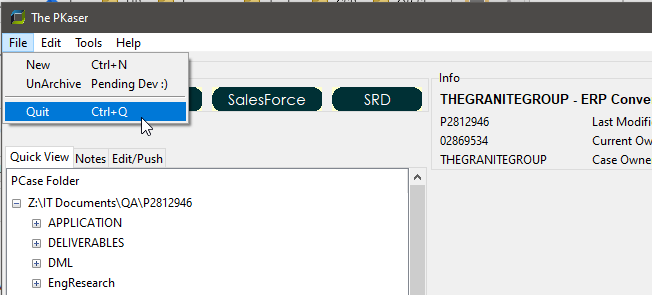 The PKaser
File Edit Tools Help
New Ctrl+N
UnArchive Pending Dev :)
Quit Ctrl+Q
SalesForce SRD
Info
THEGRANITEGROUP - ERP Conve
P2812946 Last Modifi
02869534 Current Ow
THEGRANITEGROUP Case Owne
Quick View Notes Edit/Push
PCase Folder
Z:\IT Documents\QA\P2812946
APPLICATION
DELIVERABLES
DML
EngResearch